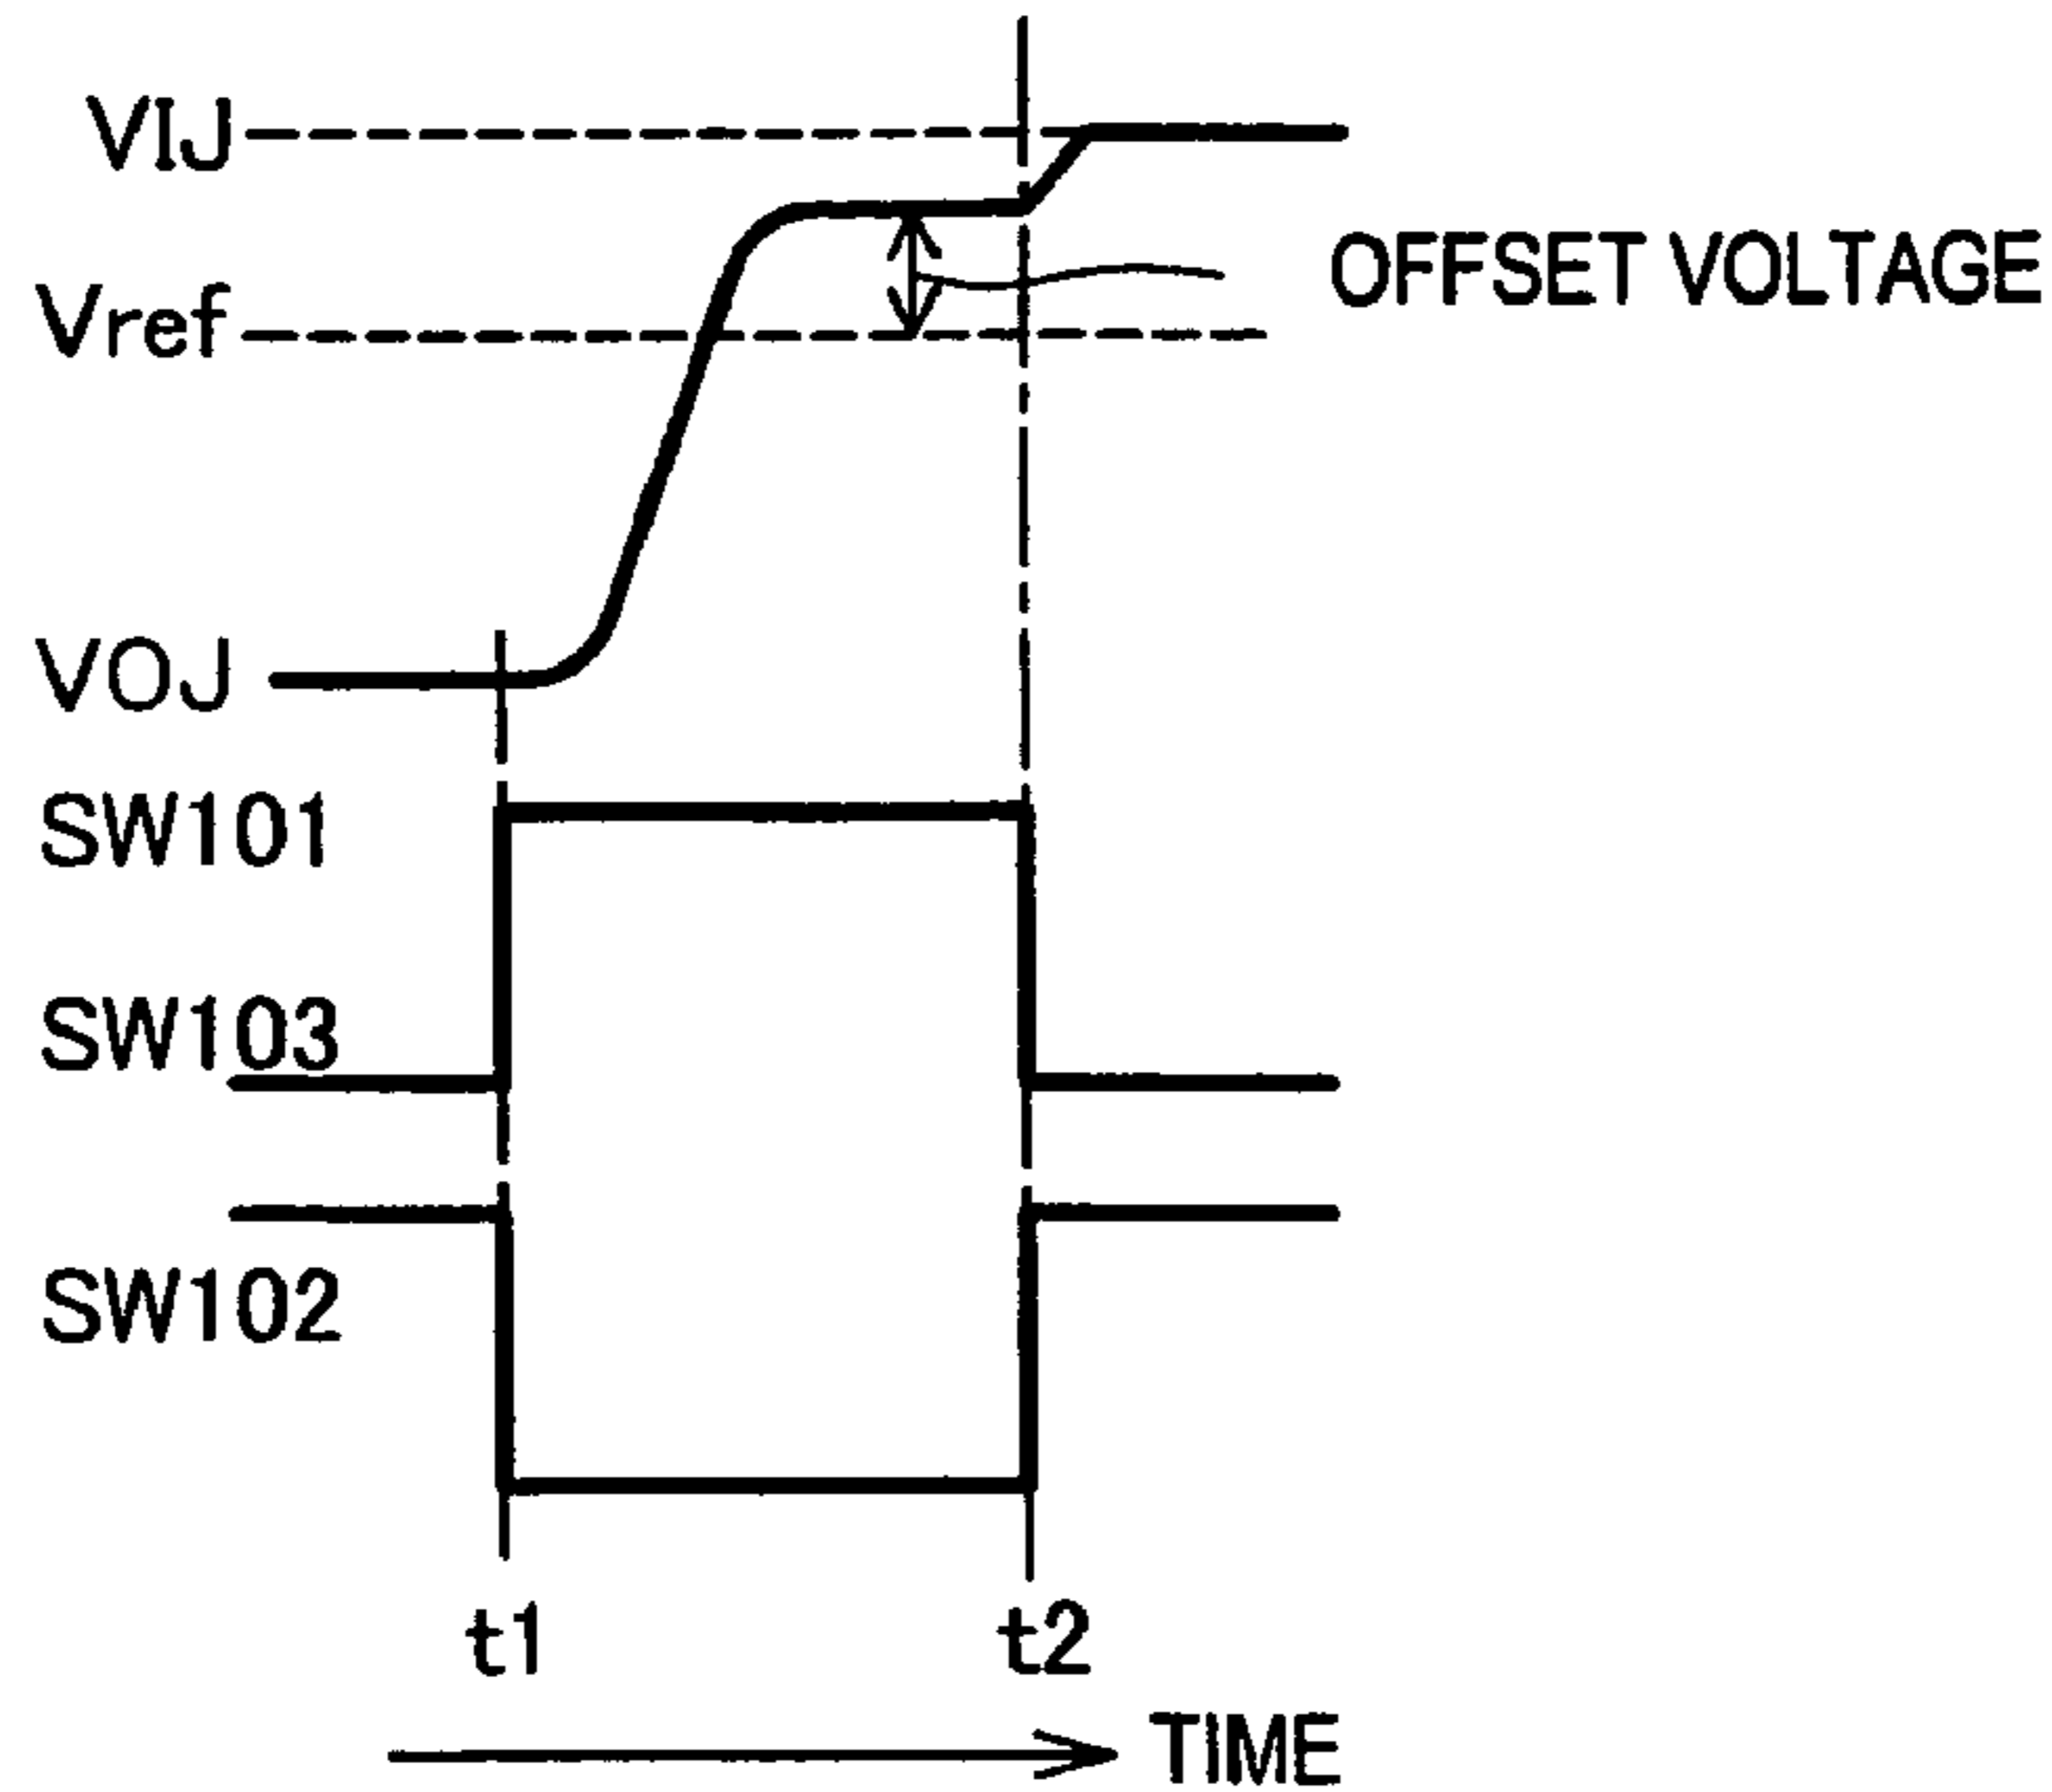 VIJ
OFFSET VOLTAGE
Vref
VOJ
SW101
SW103
SW102
t1 t2
TIME